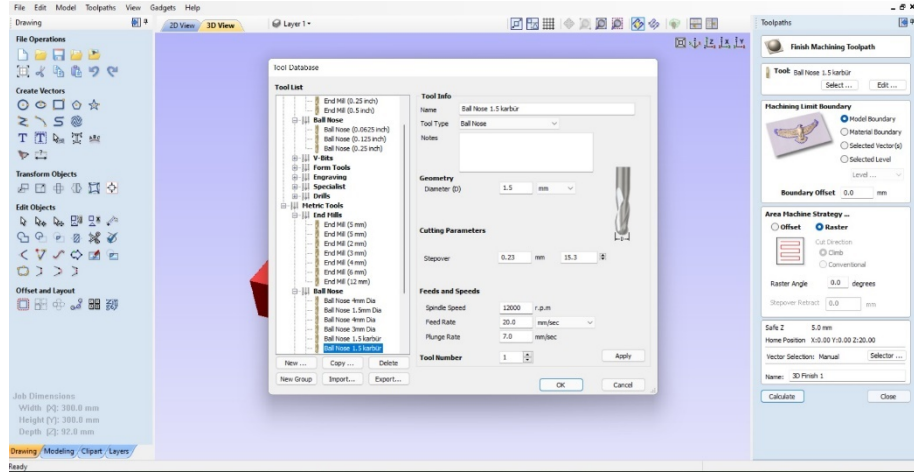 File Edit Model Toolpaths View Gadgets Help
Drawing
2D View 3D View
Layer 1
Toolpaths
File Operations
Create Vectors
Transform Objects
Edit Objects
Offset and Layout
Job Dimensions
Width [X]: 300.0 mm
Height [Y]: 300.0 mm
Depth [Z]: 92.0 mm
Drawing Modeling Clipart Layers
Ready
Tool Database
Tool List
End Mill (0.25 inch)
End Mill (0.5 inch)
Ball Nose
Ball Nose (0.0625 inch)
Ball Nose (0.125 inch)
Ball Nose (0.25 inch)
V-Bits
Form Tools
Engraving
Specialist
Drills
Metric Tools
End Mills
End Mill (5 mm)
End Mill (5 mm)
End Mill (2 mm)
End Mill (3 mm)
End Mill (4 mm)
End Mill (6 mm)
End Mill (12 mm)
Ball Nose
Ball Nose 4mm Dia
Ball Nose 1.5mm Dia
Ball Nose 4mm Dia
Ball Nose 3mm Dia
Ball Nose 1.5 karbür
Ball Nose 1.5 karbür
New ... Copy ... Delete
New Group Import... Export...
Tool Info
Name Ball Nose 1.5 karbür
Tool Type Ball Nose
Notes
Geometry
Diameter (D) 1.5 mm
Cutting Parameters
Stepover 0.23 mm 15.3
Feeds and Speeds
Spindle Speed 12000 r.p.m
Feed Rate 20.0 mm/sec
Plunge Rate 7.0 mm/sec
Tool Number 1 Apply
OK Cancel
Finish Machining Toolpath
Tool: Ball Nose 1.5 karbür
Select ... Edit ...
Machining Limit Boundary
Model Boundary
Material Boundary
Selected Vector(s)
Selected Level
Level ...
Boundary Offset 0.0 mm
Area Machine Strategy ...
Offset Raster
Cut Direction
Climb
Conventional
Raster Angle 0.0 degrees
Stepover Retract 0.0 mm
Safe Z 5.0 mm
Home Position X:0.00 Y:0.00 Z:20.00
Vector Selection: Manual Selector ...
Name: 3D Finish 1
Calculate Close